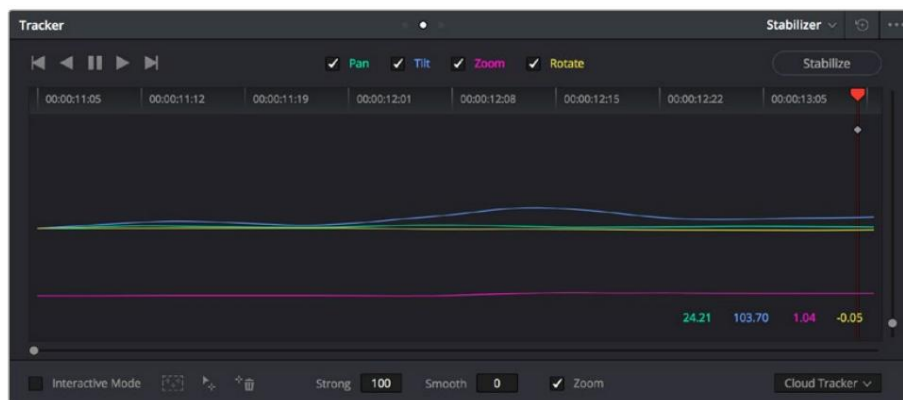 Tracker
Stabilizer
Pan Tilt Zoom Rotate Stabilize
00:00:11:05 00:00:11:12 00:00:11:19 00:00:12:01 00:00:12:08 00:00:12:15 00:00:12:22 00:00:13:05
24.21 103.70 1.04 -0.05
Interactive Mode Strong 100 Smooth 0 Zoom Cloud Tracker